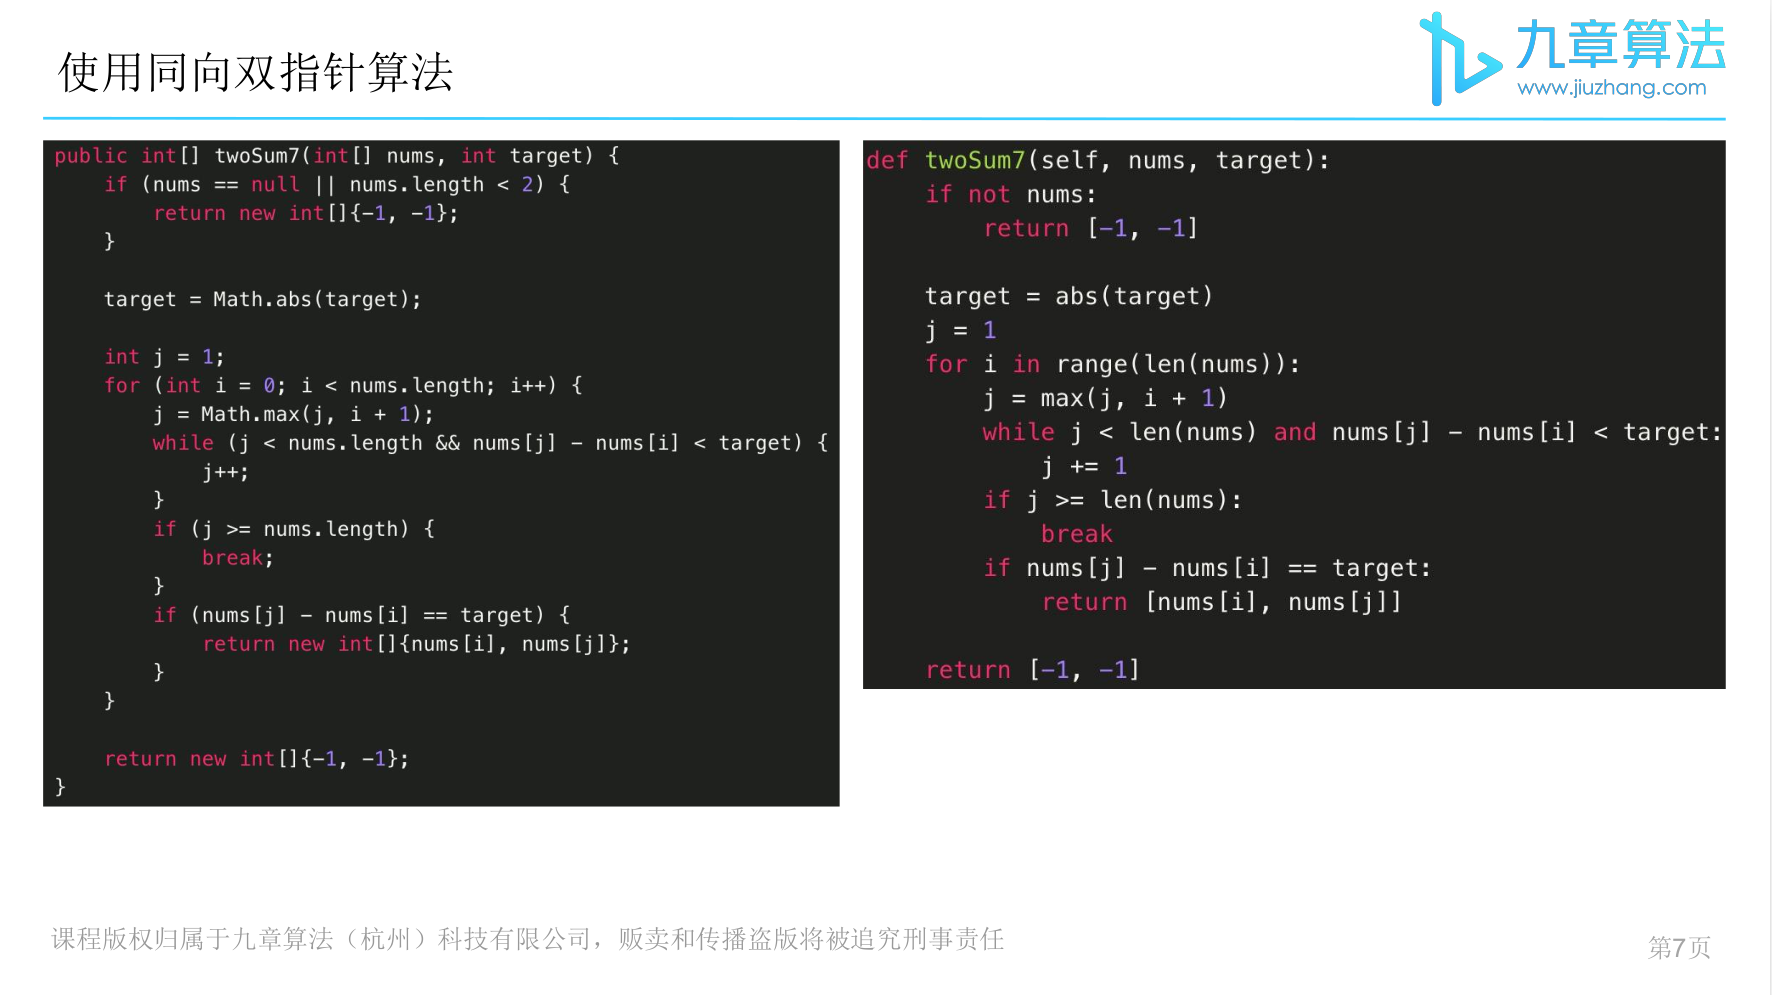 使用同向双指针算法
九章算法
www.jiuzhang.com
public int[] twoSum7(int[] nums, int target) {
    if (nums == null || nums.length < 2) {
        return new int[]{-1, -1};
    }

    target = Math.abs(target);

    int j = 1;
    for (int i = 0; i < nums.length; i++) {
        j = Math.max(j, i + 1);
        while (j < nums.length && nums[j] - nums[i] < target) {
            j++;
        }
        if (j >= nums.length) {
            break;
        }
        if (nums[j] - nums[i] == target) {
            return new int[]{nums[i], nums[j]};
        }
    }

    return new int[]{-1, -1};
}
def twoSum7(self, nums, target):
    if not nums:
        return [-1, -1]

    target = abs(target)
    j = 1
    for i in range(len(nums)):
        j = max(j, i + 1)
        while j < len(nums) and nums[j] - nums[i] < target:
            j += 1
        if j >= len(nums):
            break
        if nums[j] - nums[i] == target:
            return [nums[i], nums[j]]

    return [-1, -1]
课程版权归属于九章算法（杭州）科技有限公司，贩卖和传播盗版将被追究刑事责任
第7页